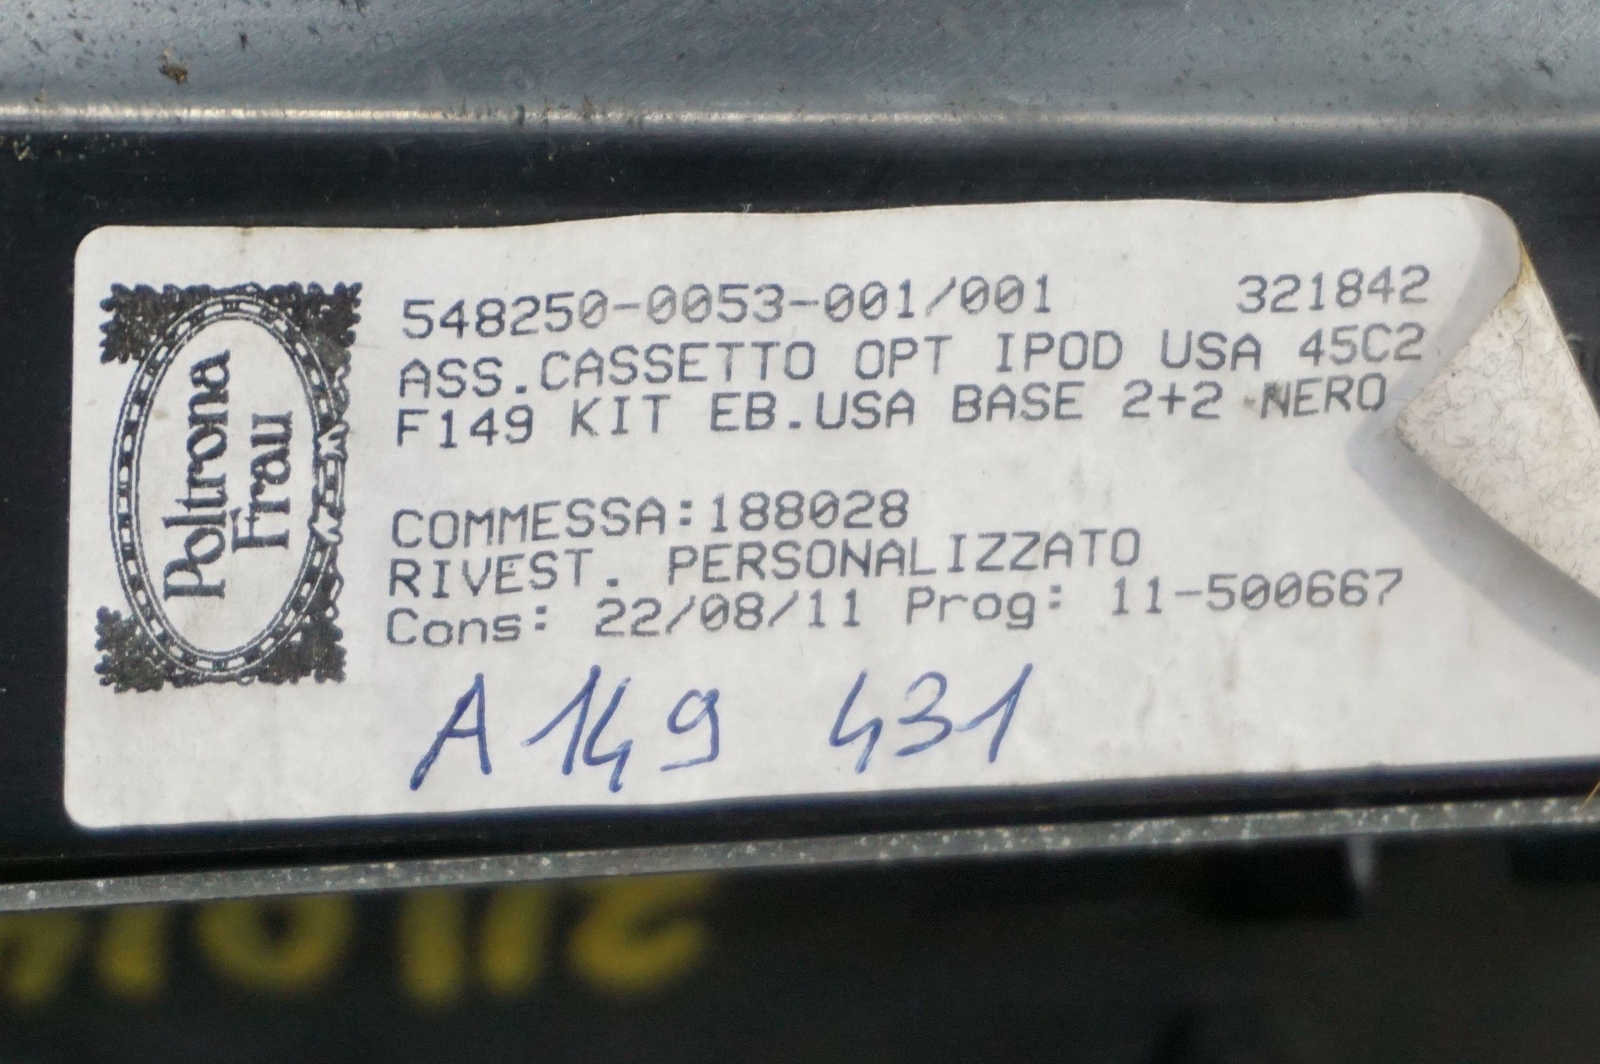 Poltrona
Frau
548250-0053-001/001 321842
ASS.CASSETTO OPT IPOD USA 45C2
F149 KIT EB.USA BASE 2+2 NERO
COMMESSA:188028
RIVEST. PERSONALIZZATO
Cons: 22/08/11 Prog: 11-500667
A 149 431